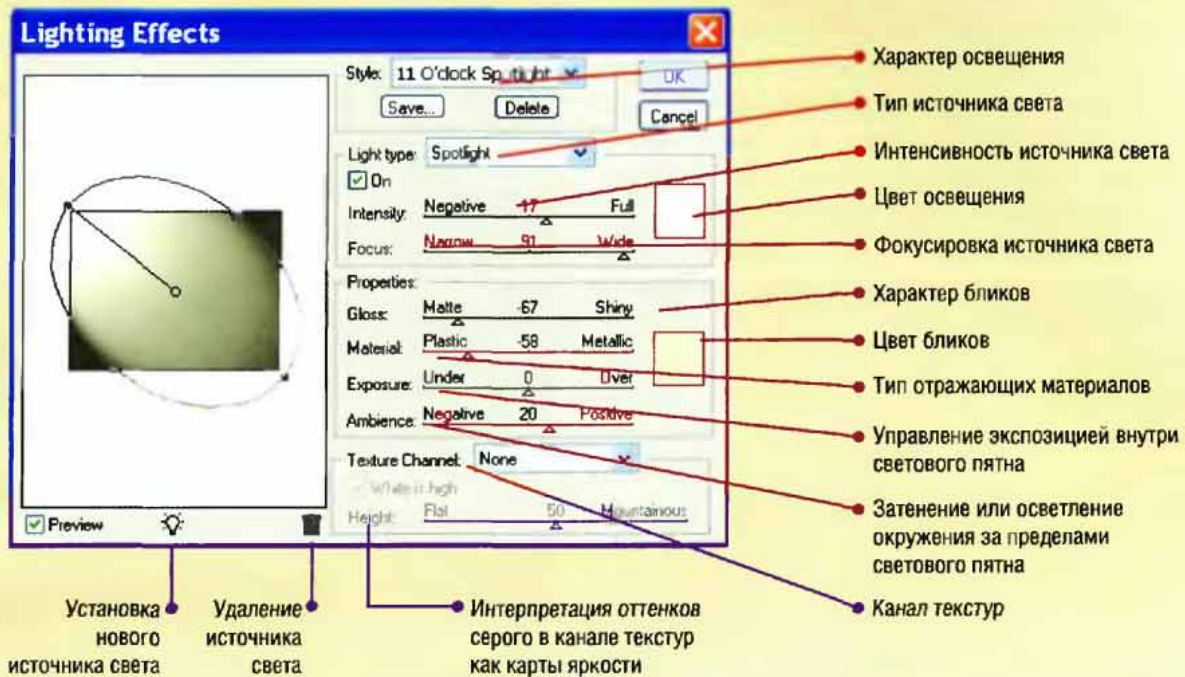 Lighting Effects
Style: 11 O'clock Spotlight
OK
Save...
Delete
Cancel
Light type: Spotlight
On
Intensity: Negative 17 Full
Focus: Narrow 91 Wide
Properties:
Gloss: Matte -67 Shiny
Material: Plastic -58 Metallic
Exposure: Under 0 Over
Ambience: Negative 20 Positive
Texture Channel: None
White is high
Height: Flat 50 Mountainous
Preview
Характер освещения
Тип источника света
Интенсивность источника света
Цвет освещения
Фокусировка источника света
Характер бликов
Цвет бликов
Тип отражающих материалов
Управление экспозицией внутри
светового пятна
Затенение или осветление
окружения за пределами
светового пятна
Канал текстур
Установка
нового
источника света
Удаление
источника
света
Интерпретация оттенков
серого в канале текстур
как карты яркости